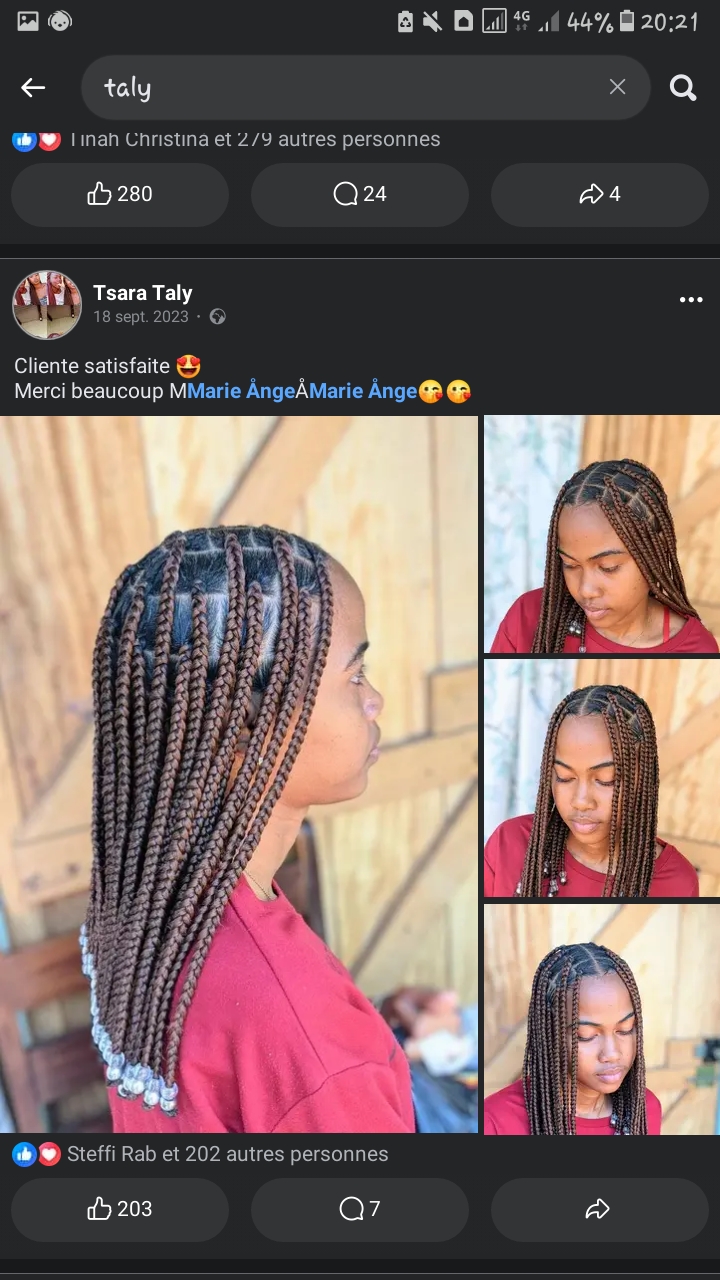 4G 44% 20:21
taly
Tinah Christina et 279 autres personnes
280 24 4
Tsara Taly
18 sept. 2023 ·
Cliente satisfaite 😍
Merci beaucoup MMarie ÅngeÅMarie Ånge😘😘
Steffi Rab et 202 autres personnes
203 7